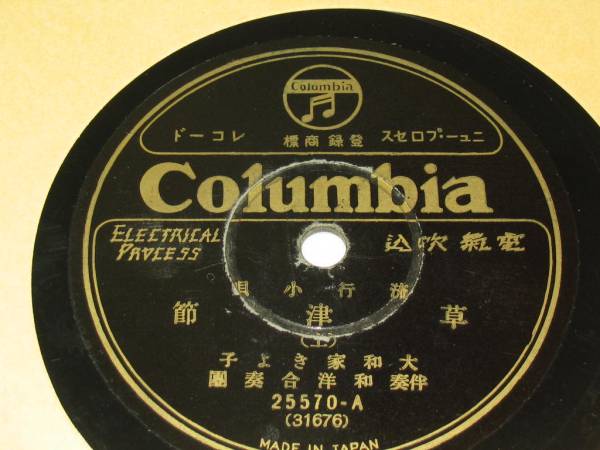 Columbia
ニュー・プロセス 登錄商標 レコード
Columbia
ELECTRICAL PROCESS
電氣吹込
流行小唄
草津節
(上)
大和家きよ子
伴奏和洋合奏團
25570-A
(31676)
MADE IN JAPAN